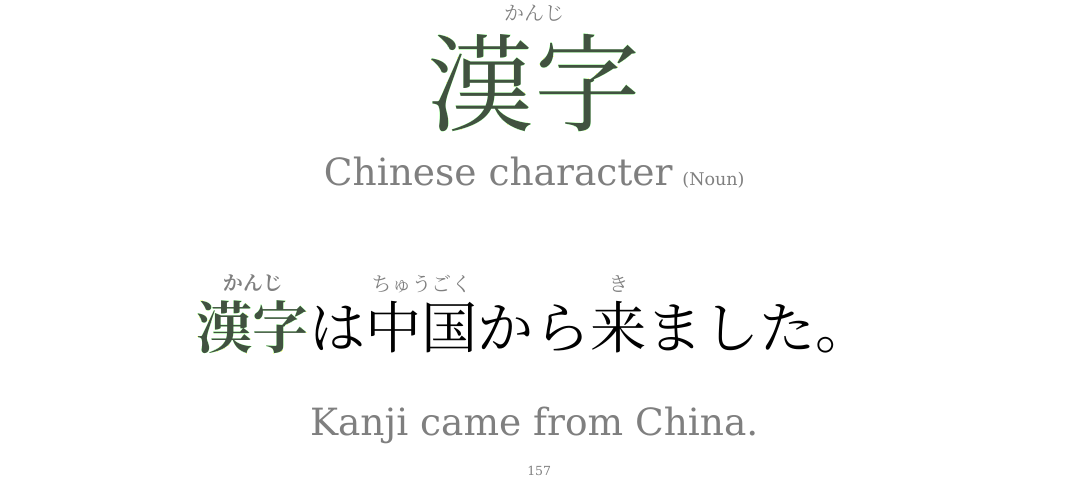 かんじ
漢字
Chinese character (Noun)
かんじ ちゅうごく き
漢字は中国から来ました。
Kanji came from China.
157